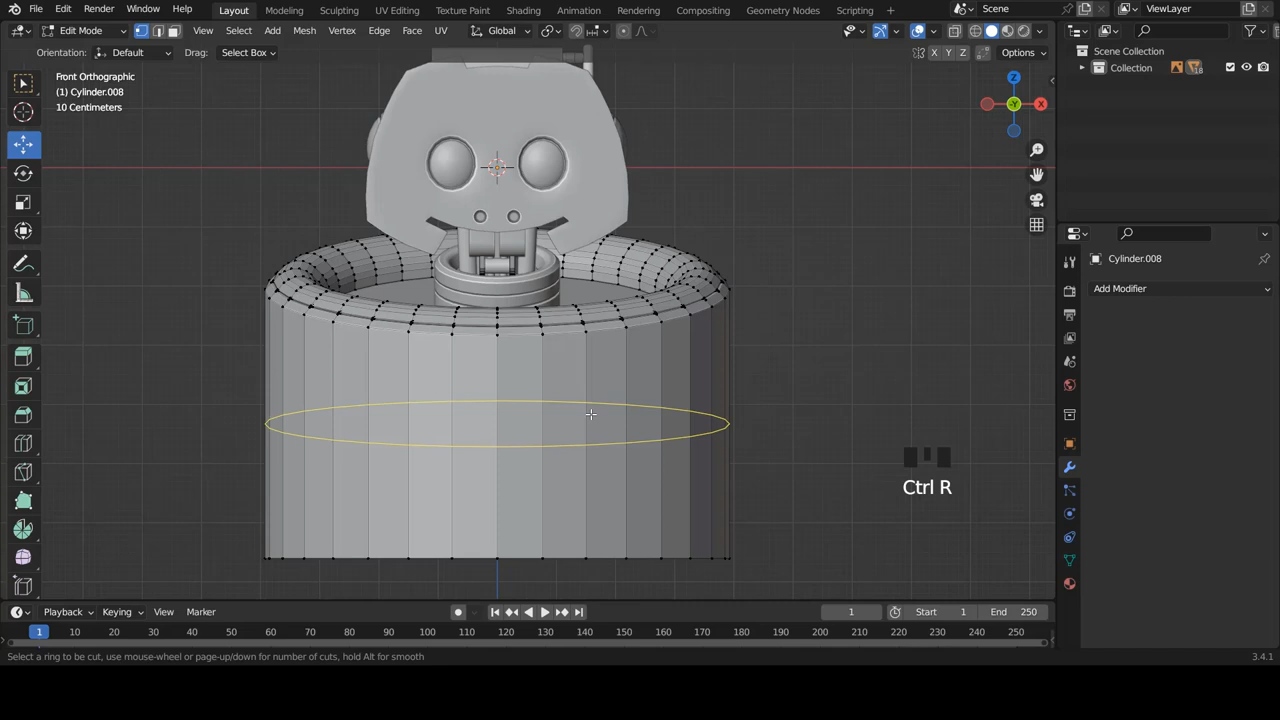 File Edit Render Window Help Layout Modeling Sculpting UV Editing Texture Paint Shading Animation Rendering Compositing Geometry Nodes Scripting Scene ViewLayer
Edit Mode View Select Add Mesh Vertex Edge Face UV Global
Orientation: Default Drag: Select Box X Y Z Options
Scene Collection
Collection 18
Front Orthographic
(1) Cylinder.008
10 Centimeters
Z
X
Y
Cylinder.008
Add Modifier
Ctrl R
Playback Keying View Marker 1 Start 1 End 250
1 10 20 30 40 50 60 70 80 90 100 110 120 130 140 150 160 170 180 190 200 210 220 230 240 250
Select a ring to be cut, use mouse-wheel or page-up/down for number of cuts, hold Alt for smooth 3.4.1